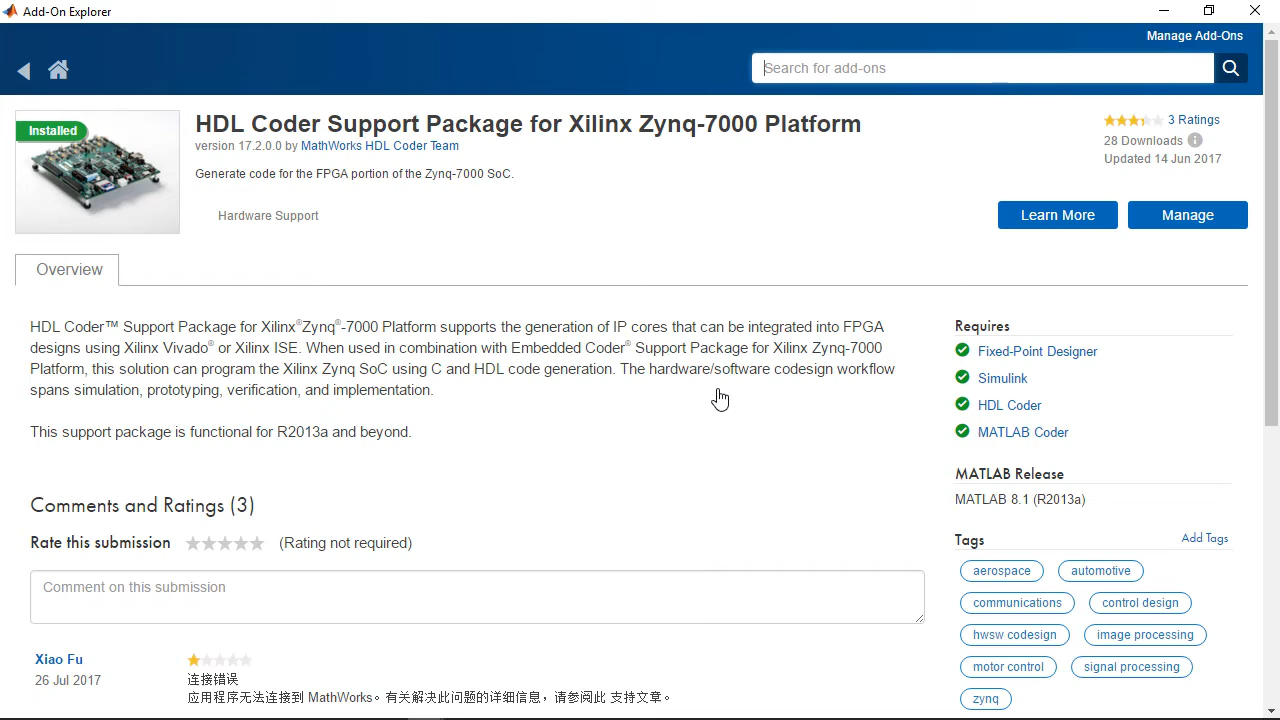 Add-On Explorer
Manage Add-Ons
Search for add-ons
Installed
HDL Coder Support Package for Xilinx Zynq-7000 Platform
version 17.2.0.0 by MathWorks HDL Coder Team
Generate code for the FPGA portion of the Zynq-7000 SoC.
Hardware Support
3 Ratings
28 Downloads
Updated 14 Jun 2017
Learn More
Manage
Overview
HDL Coder™ Support Package for Xilinx®Zynq®-7000 Platform supports the generation of IP cores that can be integrated into FPGA
designs using Xilinx Vivado® or Xilinx ISE. When used in combination with Embedded Coder® Support Package for Xilinx Zynq-7000
Platform, this solution can program the Xilinx Zynq SoC using C and HDL code generation. The hardware/software codesign workflow
spans simulation, prototyping, verification, and implementation.
This support package is functional for R2013a and beyond.
Comments and Ratings (3)
Rate this submission (Rating not required)
Comment on this submission
Xiao Fu
26 Jul 2017
连接错误
应用程序无法连接到 MathWorks。有关解决此问题的详细信息，请参阅此 支持文章。
Requires
Fixed-Point Designer
Simulink
HDL Coder
MATLAB Coder
MATLAB Release
MATLAB 8.1 (R2013a)
Tags
Add Tags
aerospace
automotive
communications
control design
hwsw codesign
image processing
motor control
signal processing
zynq